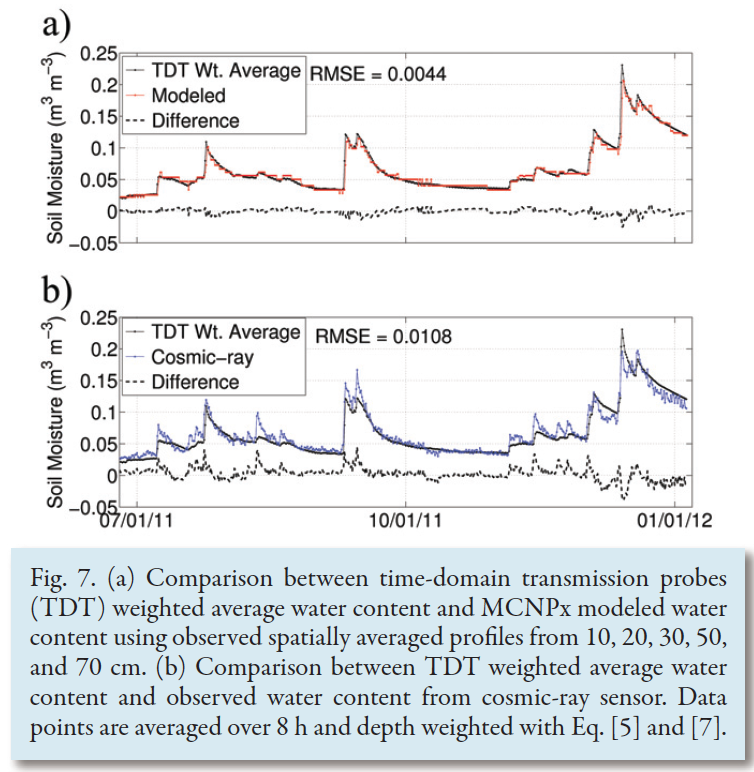 a)
0.25
0.2
0.15
0.1
0.05
0
−0.05
Soil Moisture (m³ m⁻³)
TDT Wt. Average
Modeled
Difference
RMSE = 0.0044
b)
0.25
0.2
0.15
0.1
0.05
0
−0.05
Soil Moisture (m³ m⁻³)
TDT Wt. Average
Cosmic−ray
Difference
RMSE = 0.0108
07/01/11 10/01/11 01/01/12
Fig. 7. (a) Comparison between time-domain transmission probes
(TDT) weighted average water content and MCNPx modeled water
content using observed spatially averaged profiles from 10, 20, 30, 50,
and 70 cm. (b) Comparison between TDT weighted average water
content and observed water content from cosmic-ray sensor. Data
points are averaged over 8 h and depth weighted with Eq. [5] and [7].